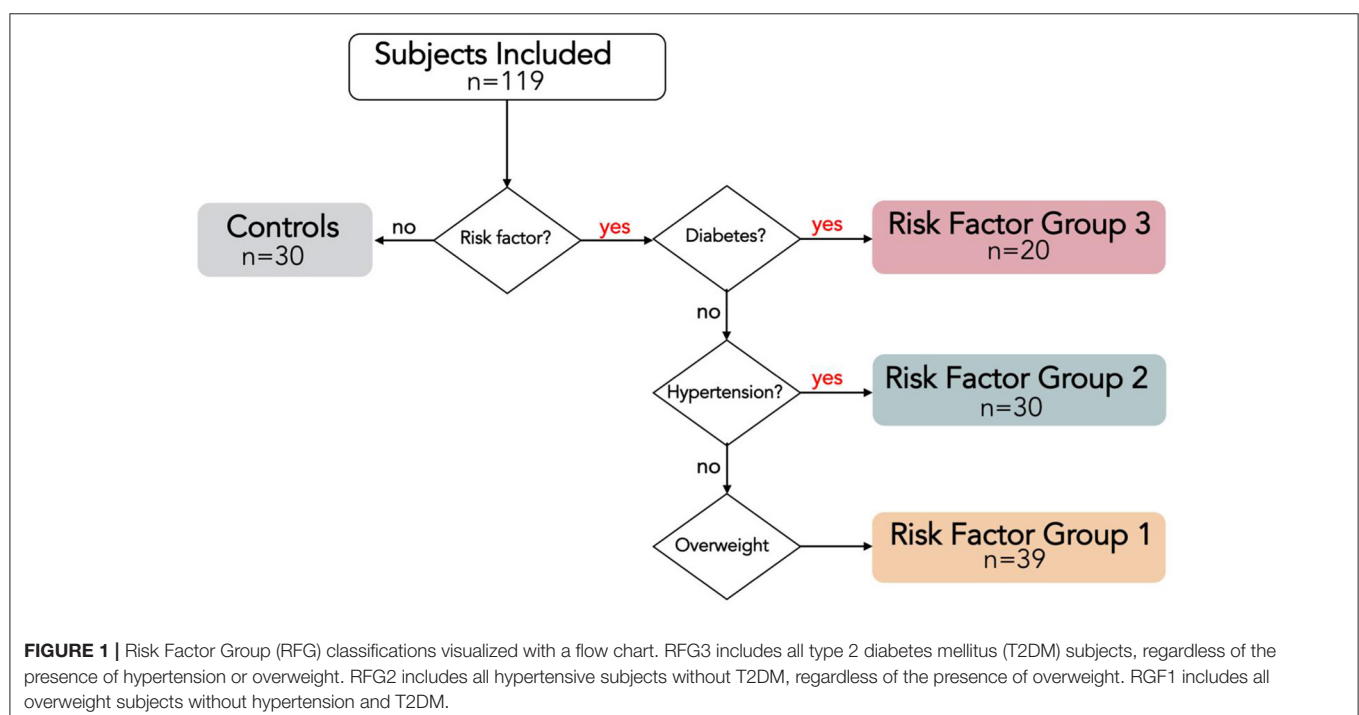 Subjects Included
n=119
Controls
n=30
no
Risk factor?
yes
Diabetes?
yes
Risk Factor Group 3
n=20
no
Hypertension?
yes
Risk Factor Group 2
n=30
no
Overweight
Risk Factor Group 1
n=39
FIGURE 1 | Risk Factor Group (RFG) classifications visualized with a flow chart. RFG3 includes all type 2 diabetes mellitus (T2DM) subjects, regardless of the
presence of hypertension or overweight. RFG2 includes all hypertensive subjects without T2DM, regardless of the presence of overweight. RGF1 includes all
overweight subjects without hypertension and T2DM.